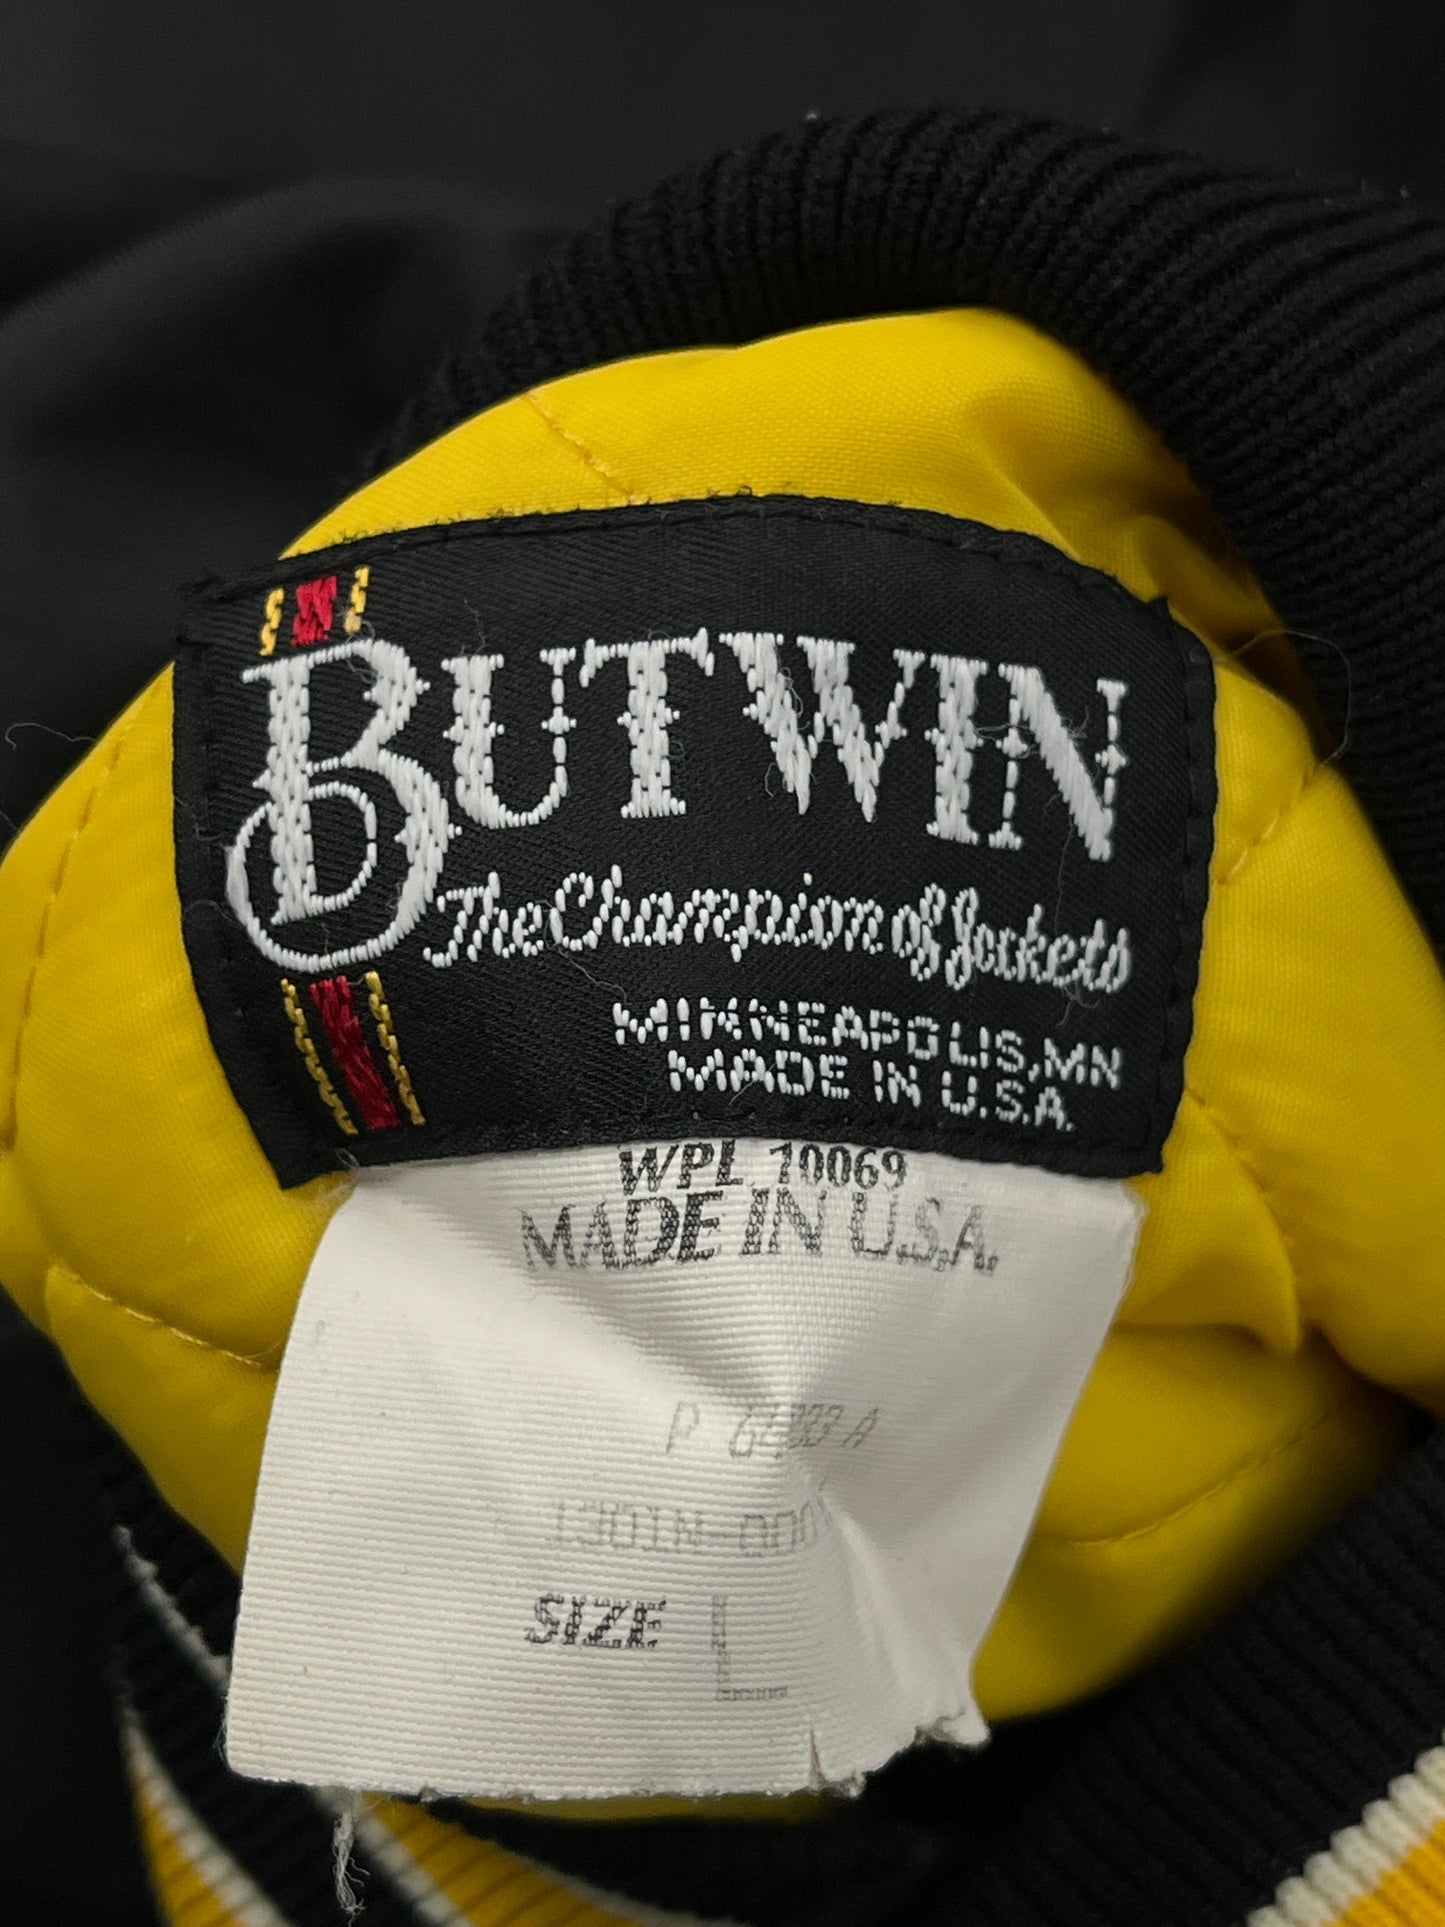 BUTWIN
The Champion of Jackets
MINNEAPOLIS, MN
MADE IN U.S.A.
WPL 10069
MADE IN U.S.A.
SIZE L